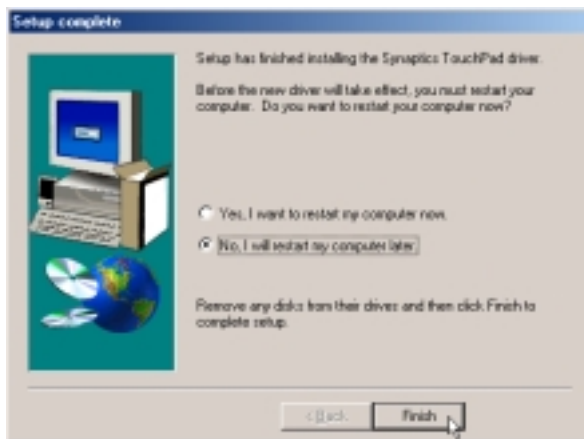 Setup complete
Setup has finished installing the Synaptics TouchPad driver.
Before the new driver will take effect, you must restart your
computer. Do you want to restart your computer now?
Yes, I want to restart my computer now.
No, I will restart my computer later.
Remove any disks from their drives and then click Finish to
complete setup.
< Back
Finish